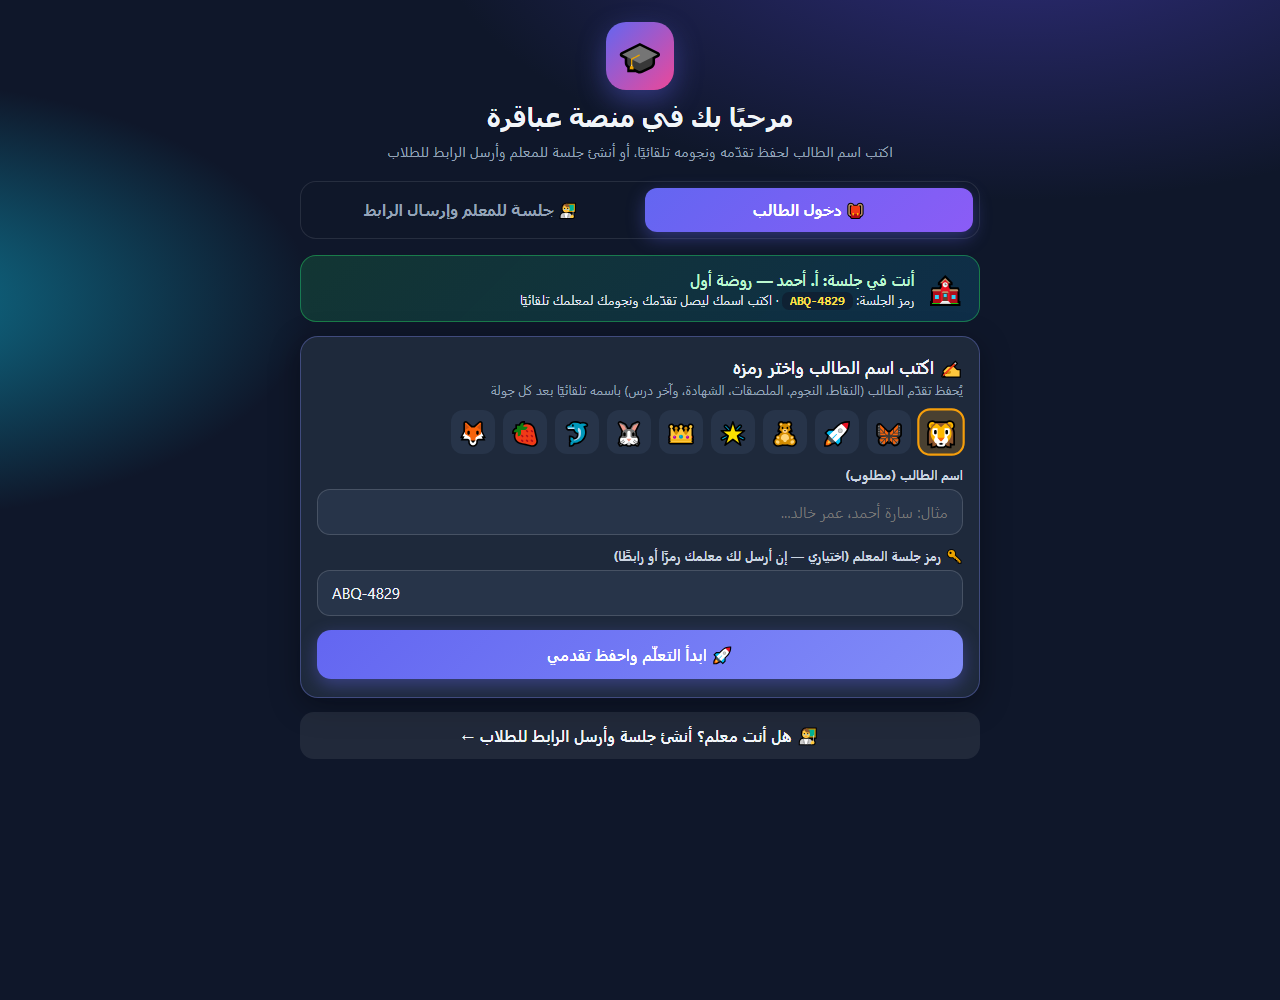 مرحبًا بك في منصة عباقرة
اكتب اسم الطالب لحفظ تقدّمه ونجومه تلقائيًا، أو أنشئ جلسة للمعلم وأرسل الرابط للطلاب
دخول الطالب
جلسة للمعلم وإرسال الرابط
أنت في جلسة: أ. أحمد — روضة أول
رمز الجلسة: ABQ-4829 · اكتب اسمك ليصل تقدّمك ونجومك لمعلمك تلقائيًا
اكتب اسم الطالب واختر رمزه
يُحفظ تقدّم الطالب (النقاط، النجوم، الملصقات، الشهادة، وآخر درس) باسمه تلقائيًا بعد كل جولة
اسم الطالب (مطلوب)
مثال: سارة أحمد، عمر خالد...
رمز جلسة المعلم (اختياري — إن أرسل لك معلمك رمزًا أو رابطًا)
ABQ-4829
ابدأ التعلّم واحفظ تقدمي
هل أنت معلم؟ أنشئ جلسة وأرسل الرابط للطلاب ←